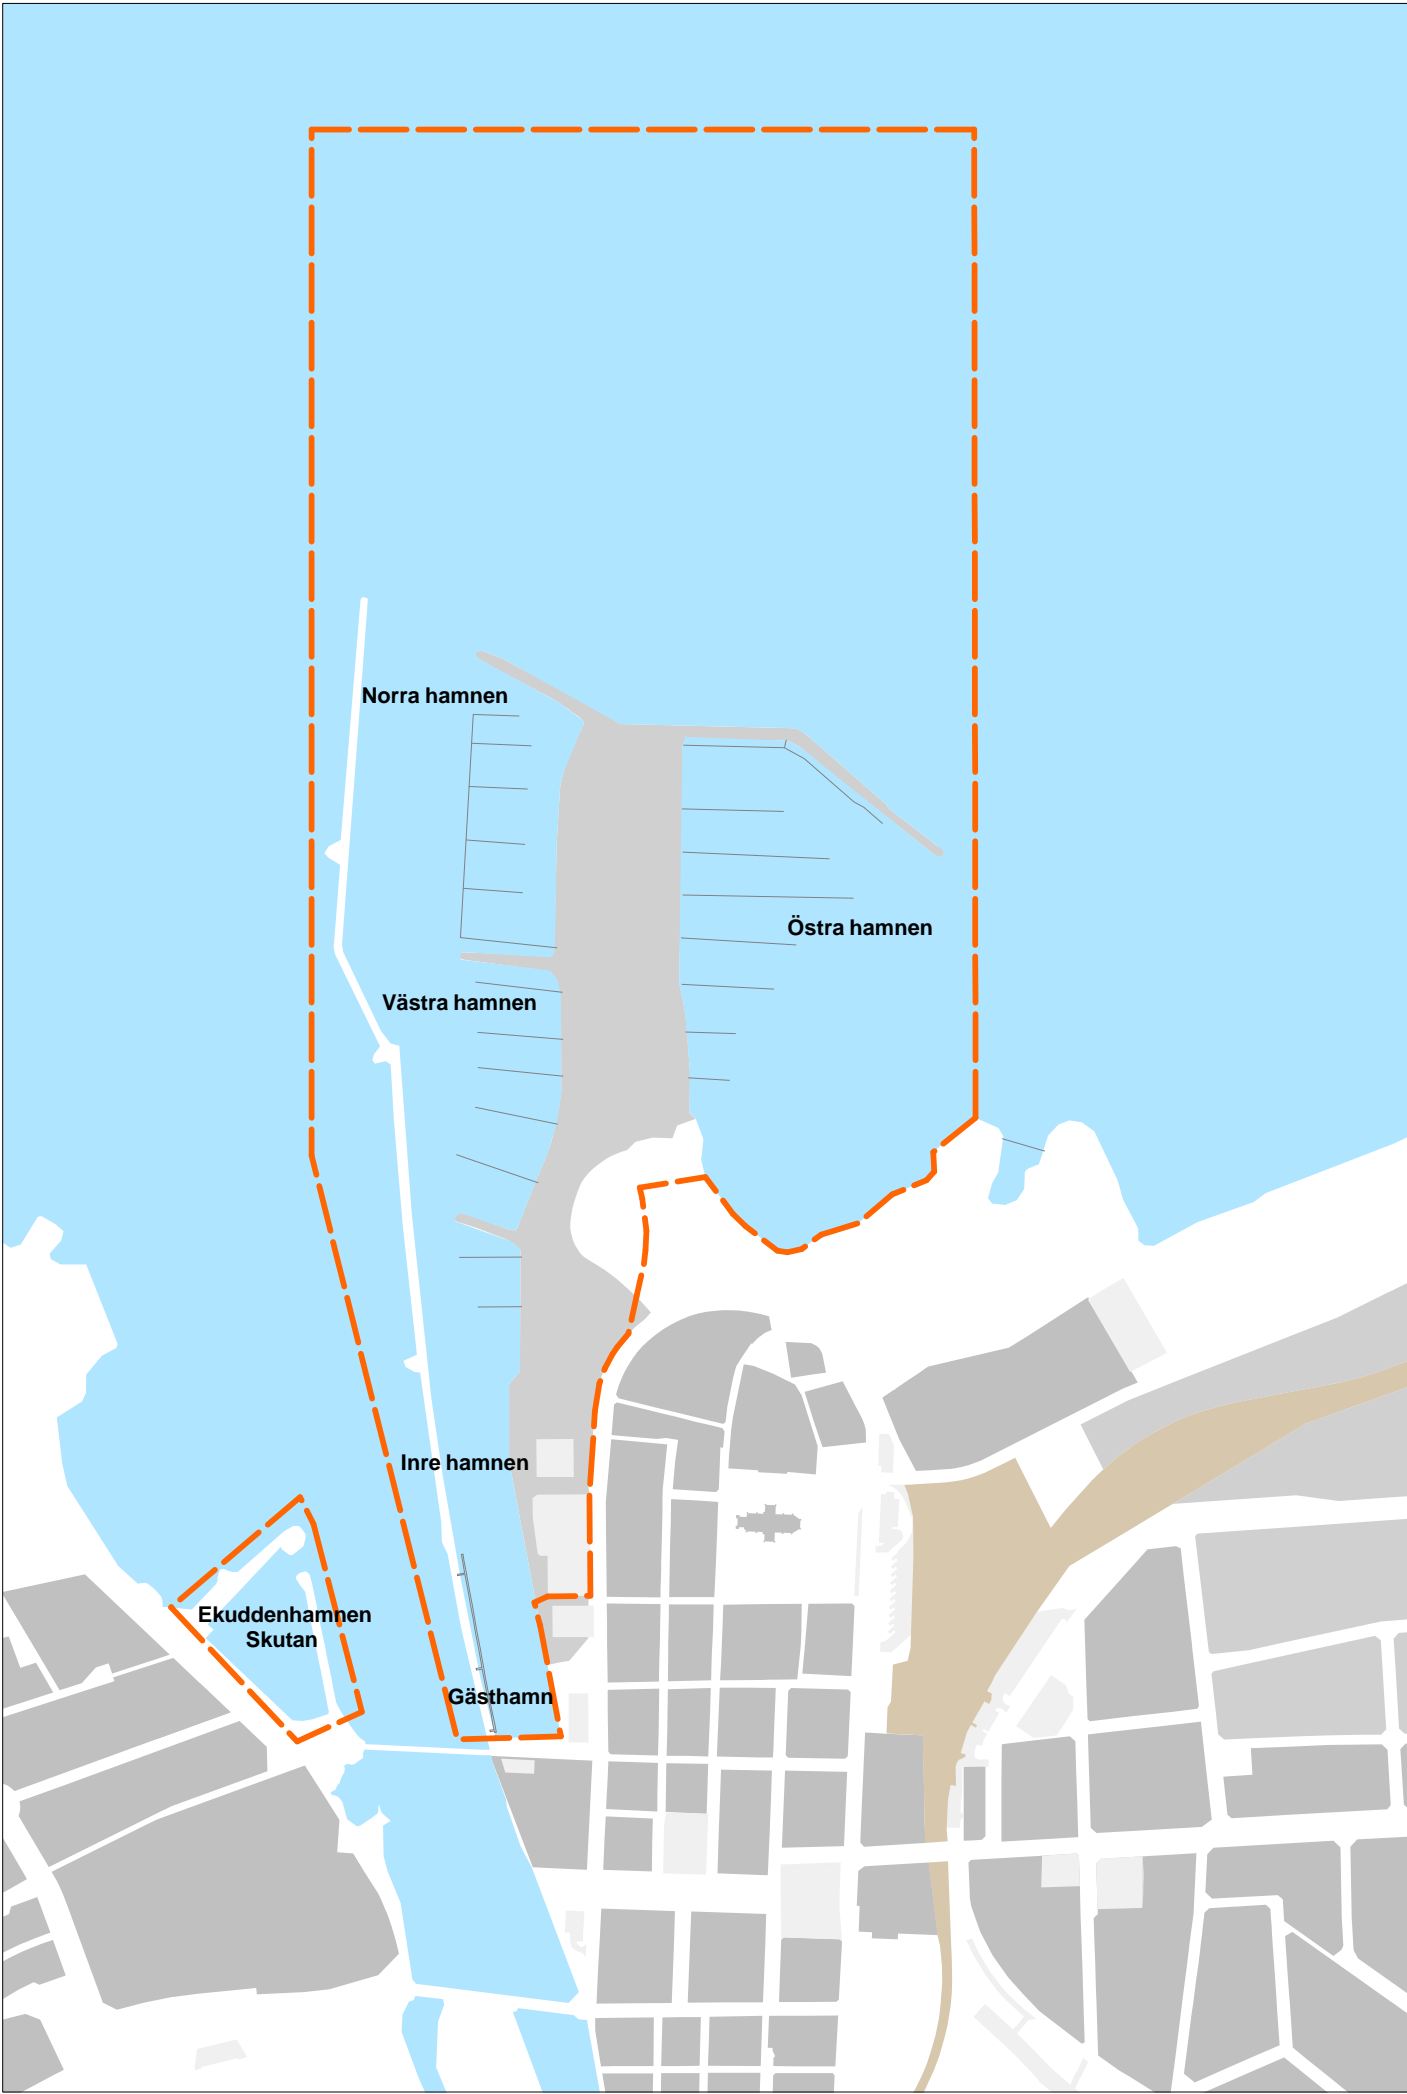 Norra hamnen
Östra hamnen
Västra hamnen
Inre hamnen
Ekuddenhamnen
Skutan
Gästhamn